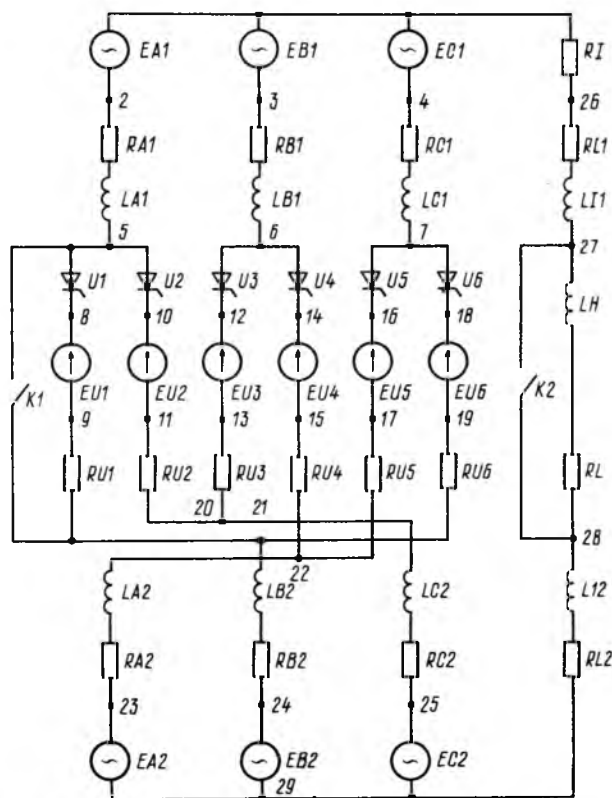 EA1 EB1 EC1 RI
2 3 4 26
RA1 RB1 RC1 RL1
LA1 LB1 LC1 LI1
5 6 7 27
U1 U2 U3 U4 U5 U6 LH
8 10 12 14 16 18
K1 EU1 EU2 EU3 EU4 EU5 EU6 K2
9 11 13 15 17 19
RU1 RU2 RU3 RU4 RU5 RU6 RL
20 21 28
22
LA2 LB2 LC2 L12
RA2 RB2 RC2 RL2
23 24 25
EA2 EB2 EC2
29